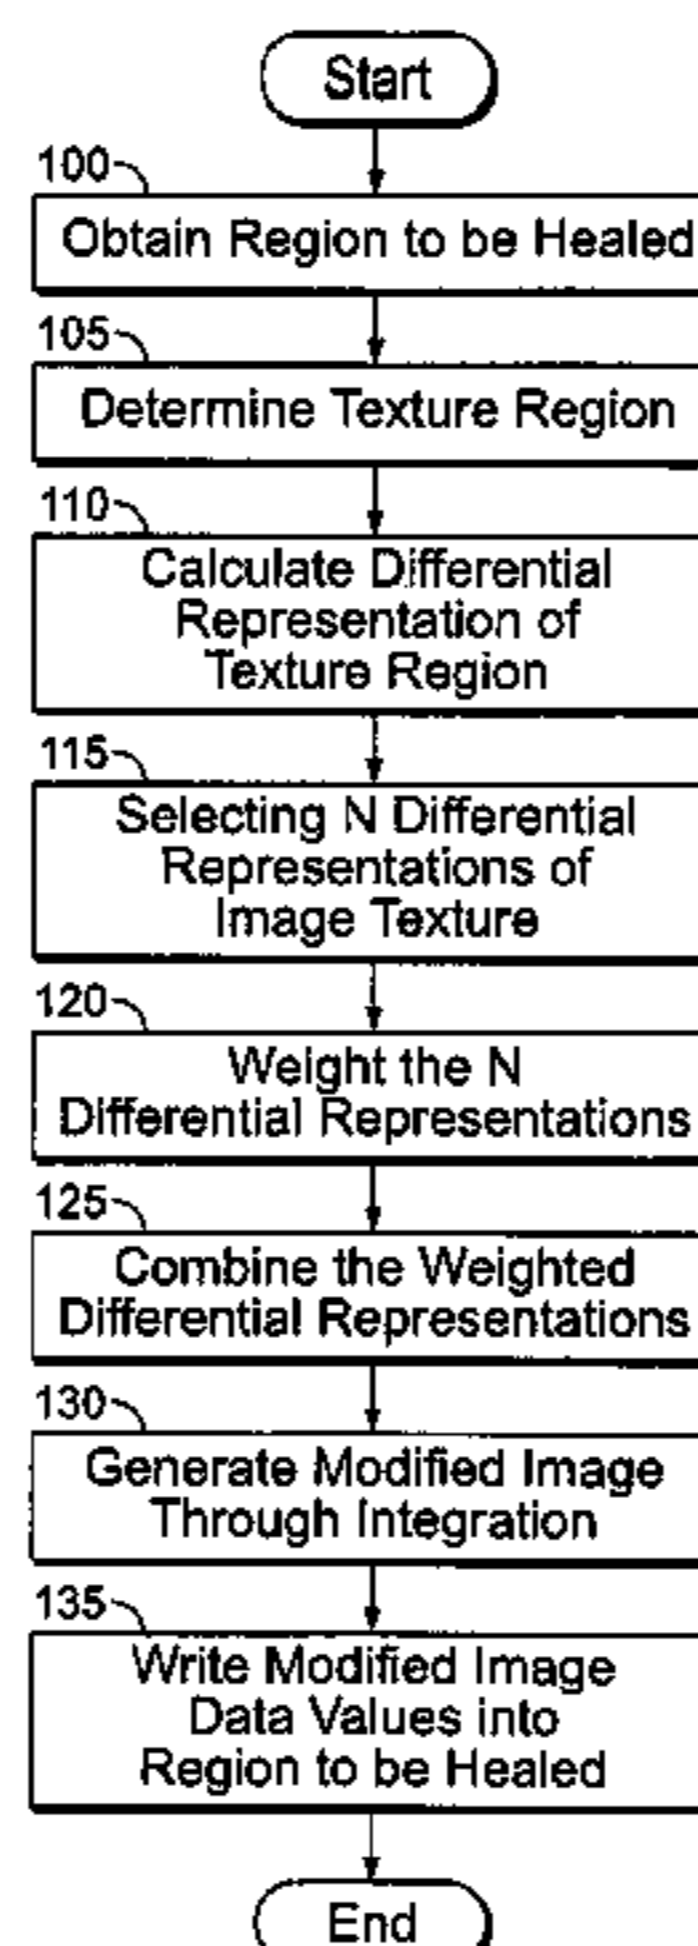 Start
100
Obtain Region to be Healed
105
Determine Texture Region
110
Calculate Differential
Representation of
Texture Region
115
Selecting N Differential
Representations of
Image Texture
120
Weight the N
Differential Representations
125
Combine the Weighted
Differential Representations
130
Generate Modified Image
Through Integration
135
Write Modified Image
Data Values into
Region to be Healed
End